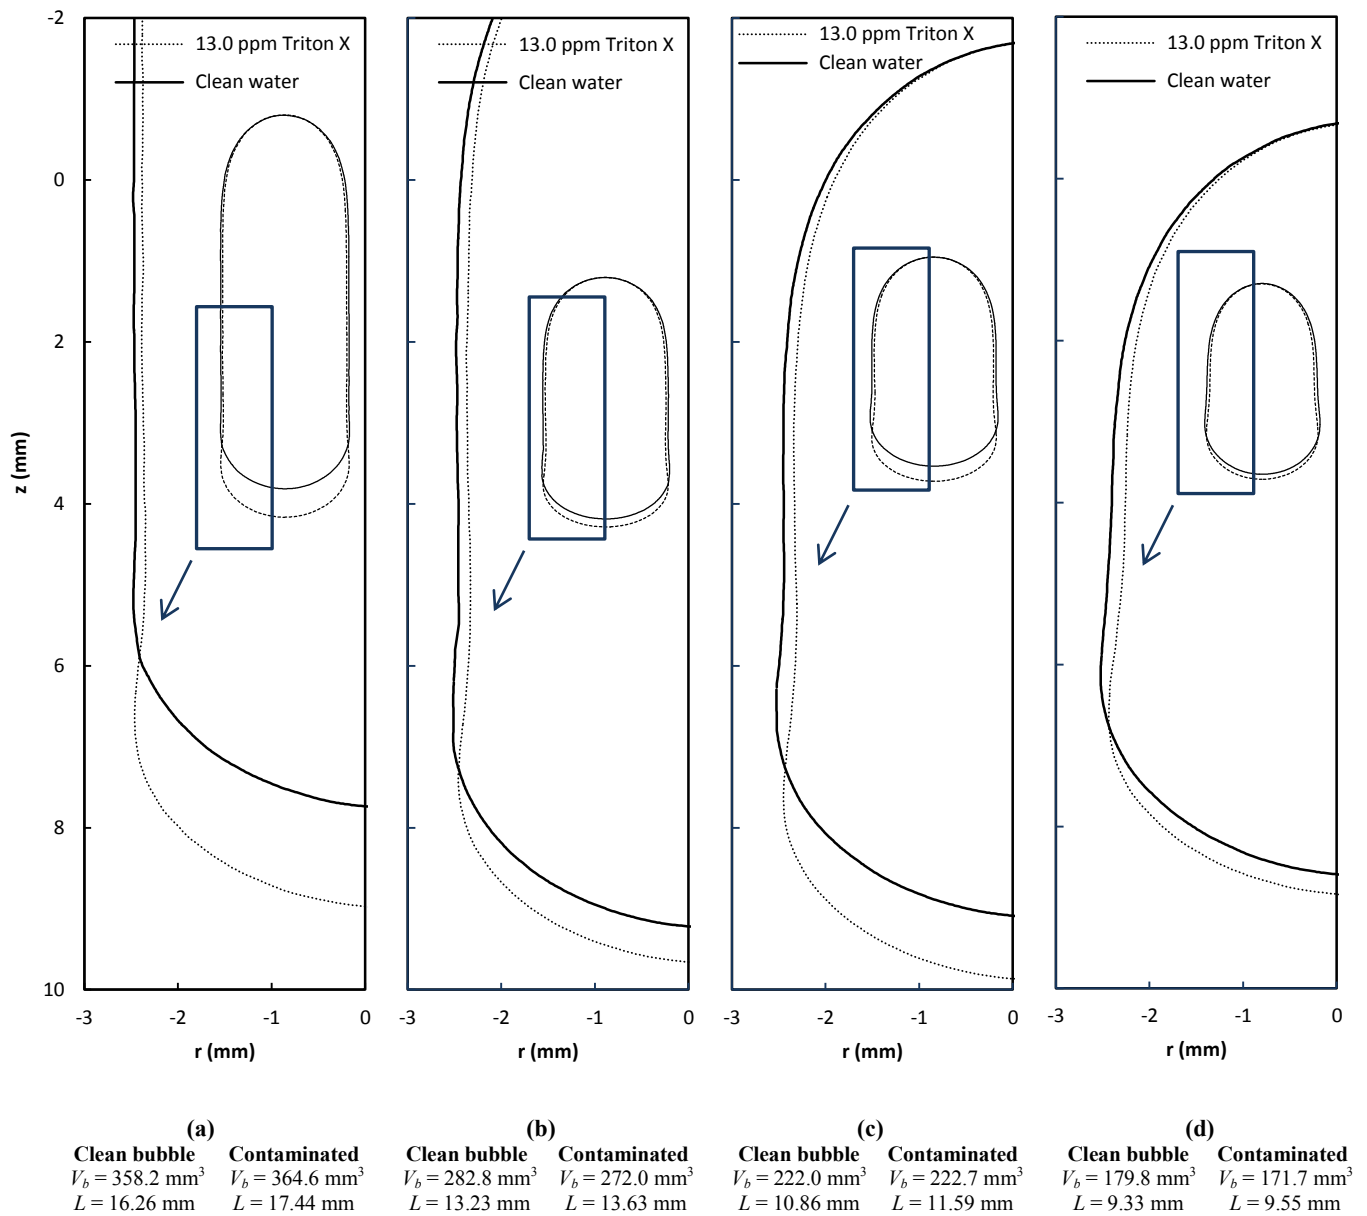 -2
0
2
4
6
8
10
z (mm)
13.0 ppm Triton X
Clean water
-3 -2 -1 0
r (mm)
13.0 ppm Triton X
Clean water
-3 -2 -1 0
r (mm)
13.0 ppm Triton X
Clean water
-3 -2 -1 0
r (mm)
13.0 ppm Triton X
Clean water
-3 -2 -1 0
r (mm)
(a)
Clean bubble Contaminated
V_b = 358.2 mm³ V_b = 364.6 mm³
L = 16.26 mm L = 17.44 mm
(b)
Clean bubble Contaminated
V_b = 282.8 mm³ V_b = 272.0 mm³
L = 13.23 mm L = 13.63 mm
(c)
Clean bubble Contaminated
V_b = 222.0 mm³ V_b = 222.7 mm³
L = 10.86 mm L = 11.59 mm
(d)
Clean bubble Contaminated
V_b = 179.8 mm³ V_b = 171.7 mm³
L = 9.33 mm L = 9.55 mm